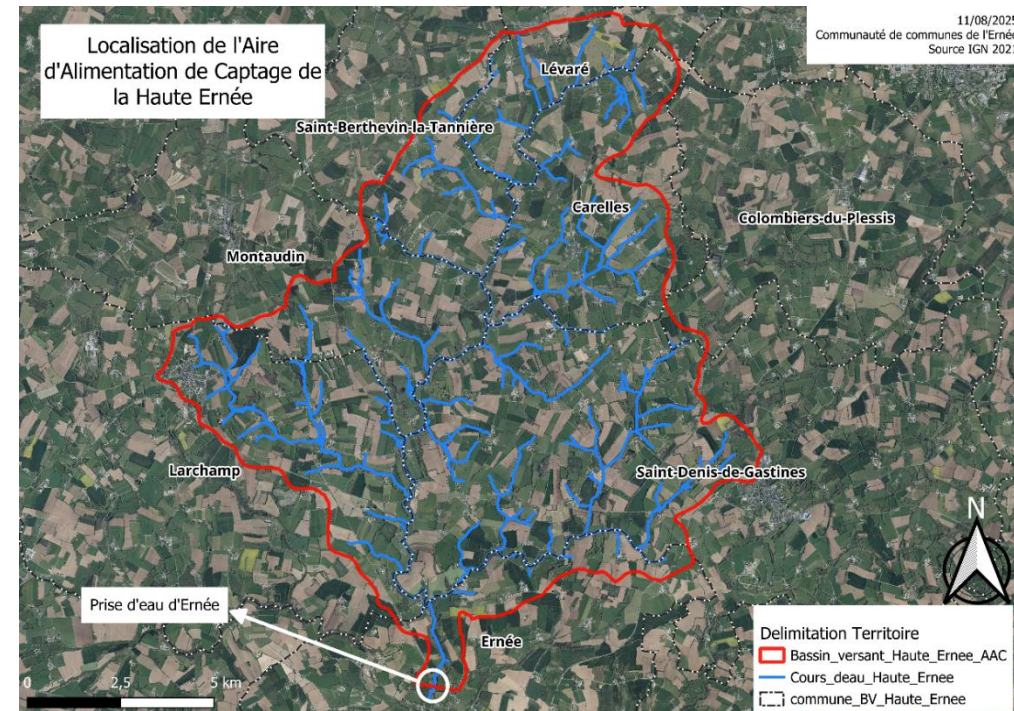 Localisation de l'Aire
d'Alimentation de Captage de
la Haute Ernée
11/08/2025
Communauté de communes de l'Ernée
Source IGN 2021
Lévaré
Saint-Berthevin-la-Tannière
Carelles
Colombiers-du-Plessis
Montaudin
Larchamp
Saint-Denis-de-Gastines
N
Prise d'eau d'Ernée
Ernée
0 2,5 5 km
Delimitation Territoire
Bassin_versant_Haute_Ernee_AAC
Cours_deau_Haute_Ernee
commune_BV_Haute_Ernee